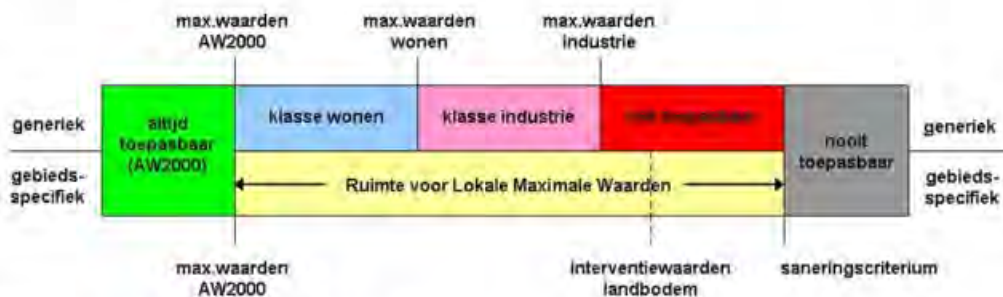 max.waarden
AW2000
max.waarden
wonen
max.waarden
industrie
generiek
altijd
toepasbaar
(AW2000)
klasse wonen
klasse industrie
nooit
toepasbaar
generiek
gebieds-
specifiek
Ruimte voor Lokale Maximale Waarden
gebieds-
specifiek
max.waarden
AW2000
interventiewaarden
landbodem
saneringscriterium